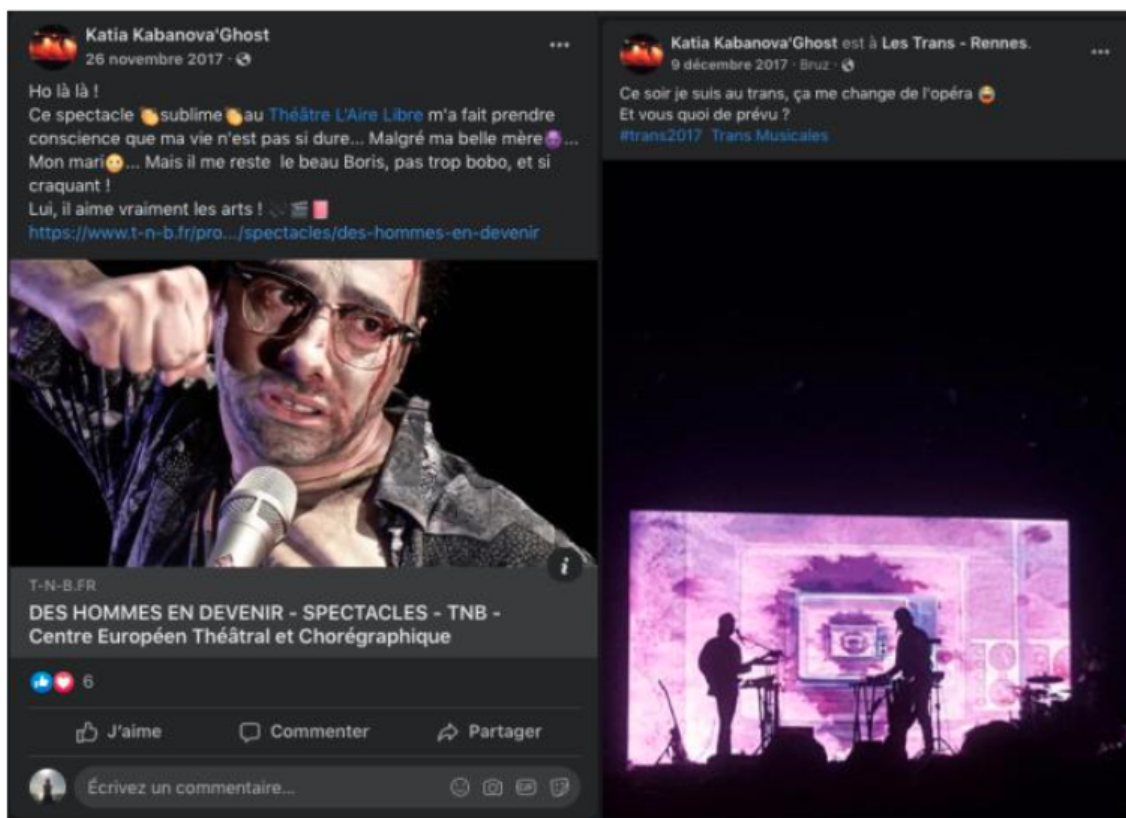 Katia Kabanova'Ghost
26 novembre 2017 ·
Ho là là !
Ce spectacle 👏sublime👏au Théâtre L'Aire Libre m'a fait prendre
conscience que ma vie n'est pas si dure... Malgré ma belle mère😈...
Mon mari😬... Mais il me reste le beau Boris, pas trop bobo, et si
craquant !
Lui, il aime vraiment les arts ! 🎶🎬📕
https://www.t-n-b.fr/pro.../spectacles/des-hommes-en-devenir
T-N-B.FR
DES HOMMES EN DEVENIR - SPECTACLES - TNB -
Centre Européen Théâtral et Chorégraphique
6
J'aime
Commenter
Partager
Écrivez un commentaire...
GIF
Katia Kabanova'Ghost est à Les Trans - Rennes.
9 décembre 2017 · Bruz ·
Ce soir je suis au trans, ça me change de l'opéra 😂
Et vous quoi de prévu ?
#trans2017 Trans Musicales